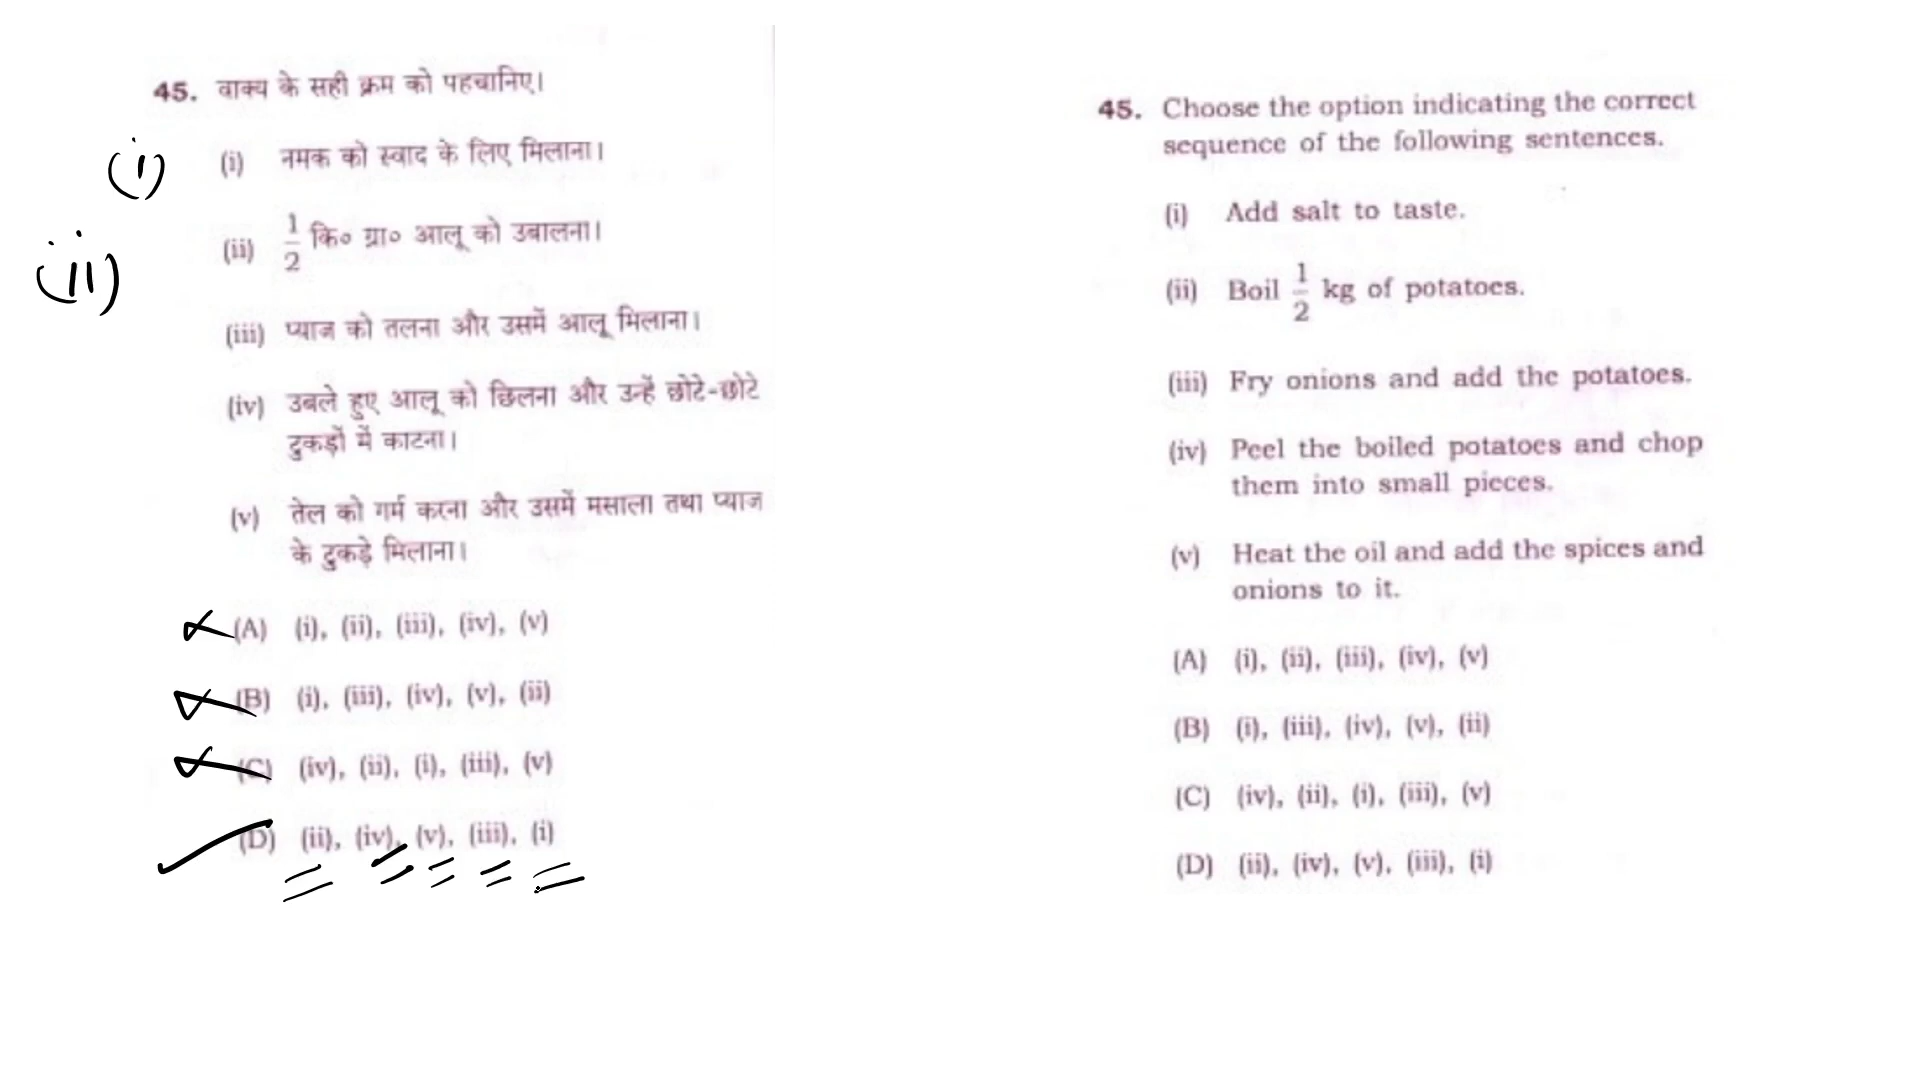 45. वाक्य के सही क्रम को पहचानिए।
(i)
(i) नमक को स्वाद के लिए मिलाना।
(ii)
(ii) 1/2 कि० ग्रा० आलू को उबालना।
(iii) प्याज को तलना और उसमें आलू मिलाना।
(iv) उबले हुए आलू को छिलना और उन्हें छोटे-छोटे
टुकड़ों में काटना।
(v) तेल को गर्म करना और उसमें मसाला तथा प्याज
के टुकड़े मिलाना।
(A) (i), (ii), (iii), (iv), (v)
(B) (i), (iii), (iv), (v), (ii)
(C) (iv), (ii), (i), (iii), (v)
(D) (ii), (iv), (v), (iii), (i)
45. Choose the option indicating the correct
sequence of the following sentences.
(i) Add salt to taste.
(ii) Boil 1/2 kg of potatoes.
(iii) Fry onions and add the potatoes.
(iv) Peel the boiled potatoes and chop
them into small pieces.
(v) Heat the oil and add the spices and
onions to it.
(A) (i), (ii), (iii), (iv), (v)
(B) (i), (iii), (iv), (v), (ii)
(C) (iv), (ii), (i), (iii), (v)
(D) (ii), (iv), (v), (iii), (i)